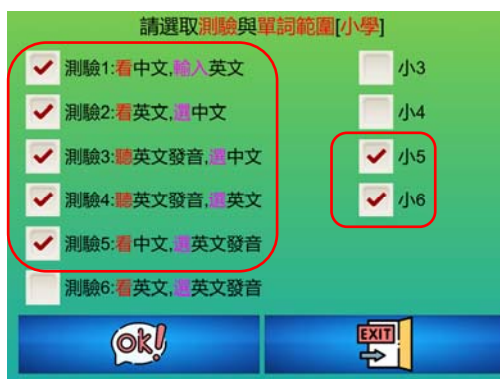 請選取測驗與單詞範圍[小學]
測驗1:看中文,輸入英文
測驗2:看英文,選中文
測驗3:聽英文發音,選中文
測驗4:聽英文發音,選英文
測驗5:看中文,選英文發音
測驗6:看英文,選英文發音
小3
小4
小5
小6
Ok!
EXIT